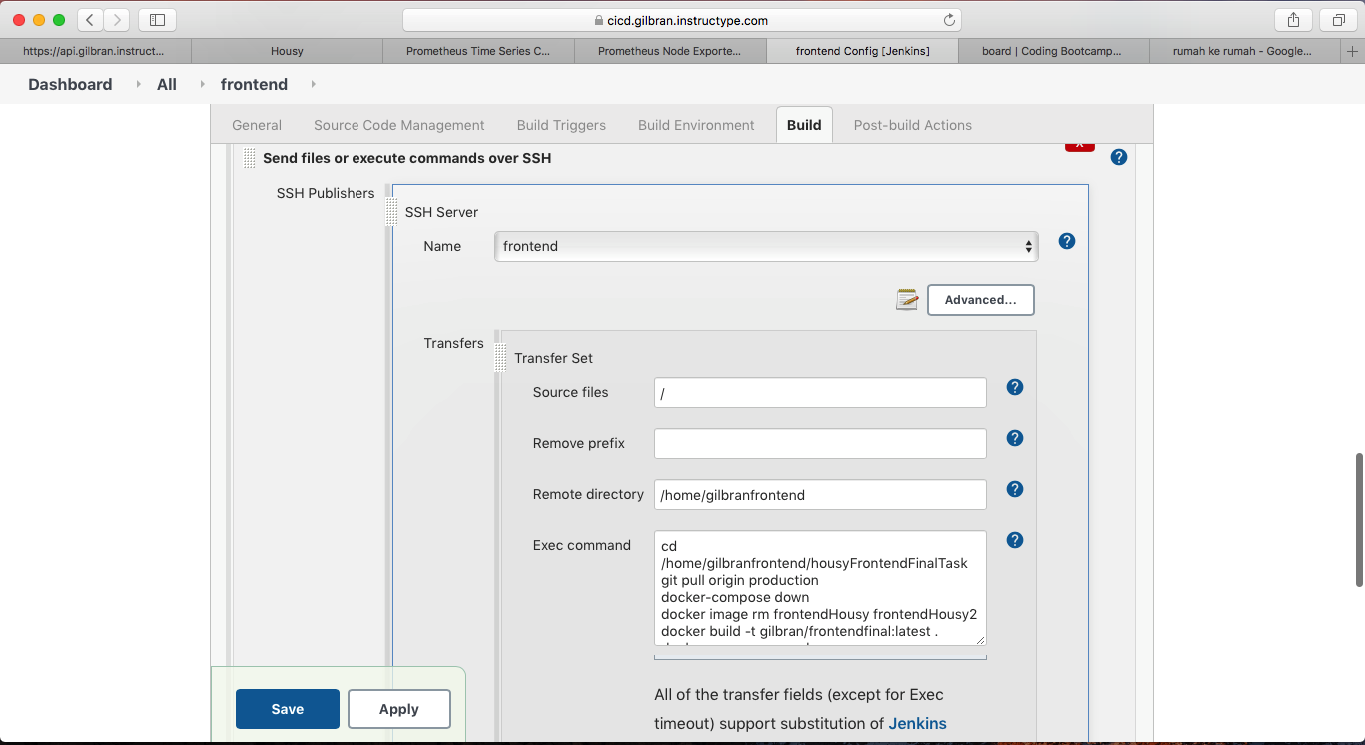 cicd.gilbran.instructype.com
https://api.gilbran.instruct...
Housy
Prometheus Time Series C...
Prometheus Node Exporte...
frontend Config [Jenkins]
board | Coding Bootcamp...
rumah ke rumah - Google...
Dashboard
All
frontend
General
Source Code Management
Build Triggers
Build Environment
Build
Post-build Actions
Send files or execute commands over SSH
X
?
SSH Publishers
SSH Server
Name
frontend
?
Advanced...
Transfers
Transfer Set
Source files
/
?
Remove prefix
?
Remote directory
/home/gilbranfrontend
?
Exec command
cd
/home/gilbranfrontend/housyFrontendFinalTask
git pull origin production
docker-compose down
docker image rm frontendHousy frontendHousy2
docker build -t gilbran/frontendfinal:latest .
?
All of the transfer fields (except for Exec
timeout) support substitution of Jenkins
Save
Apply